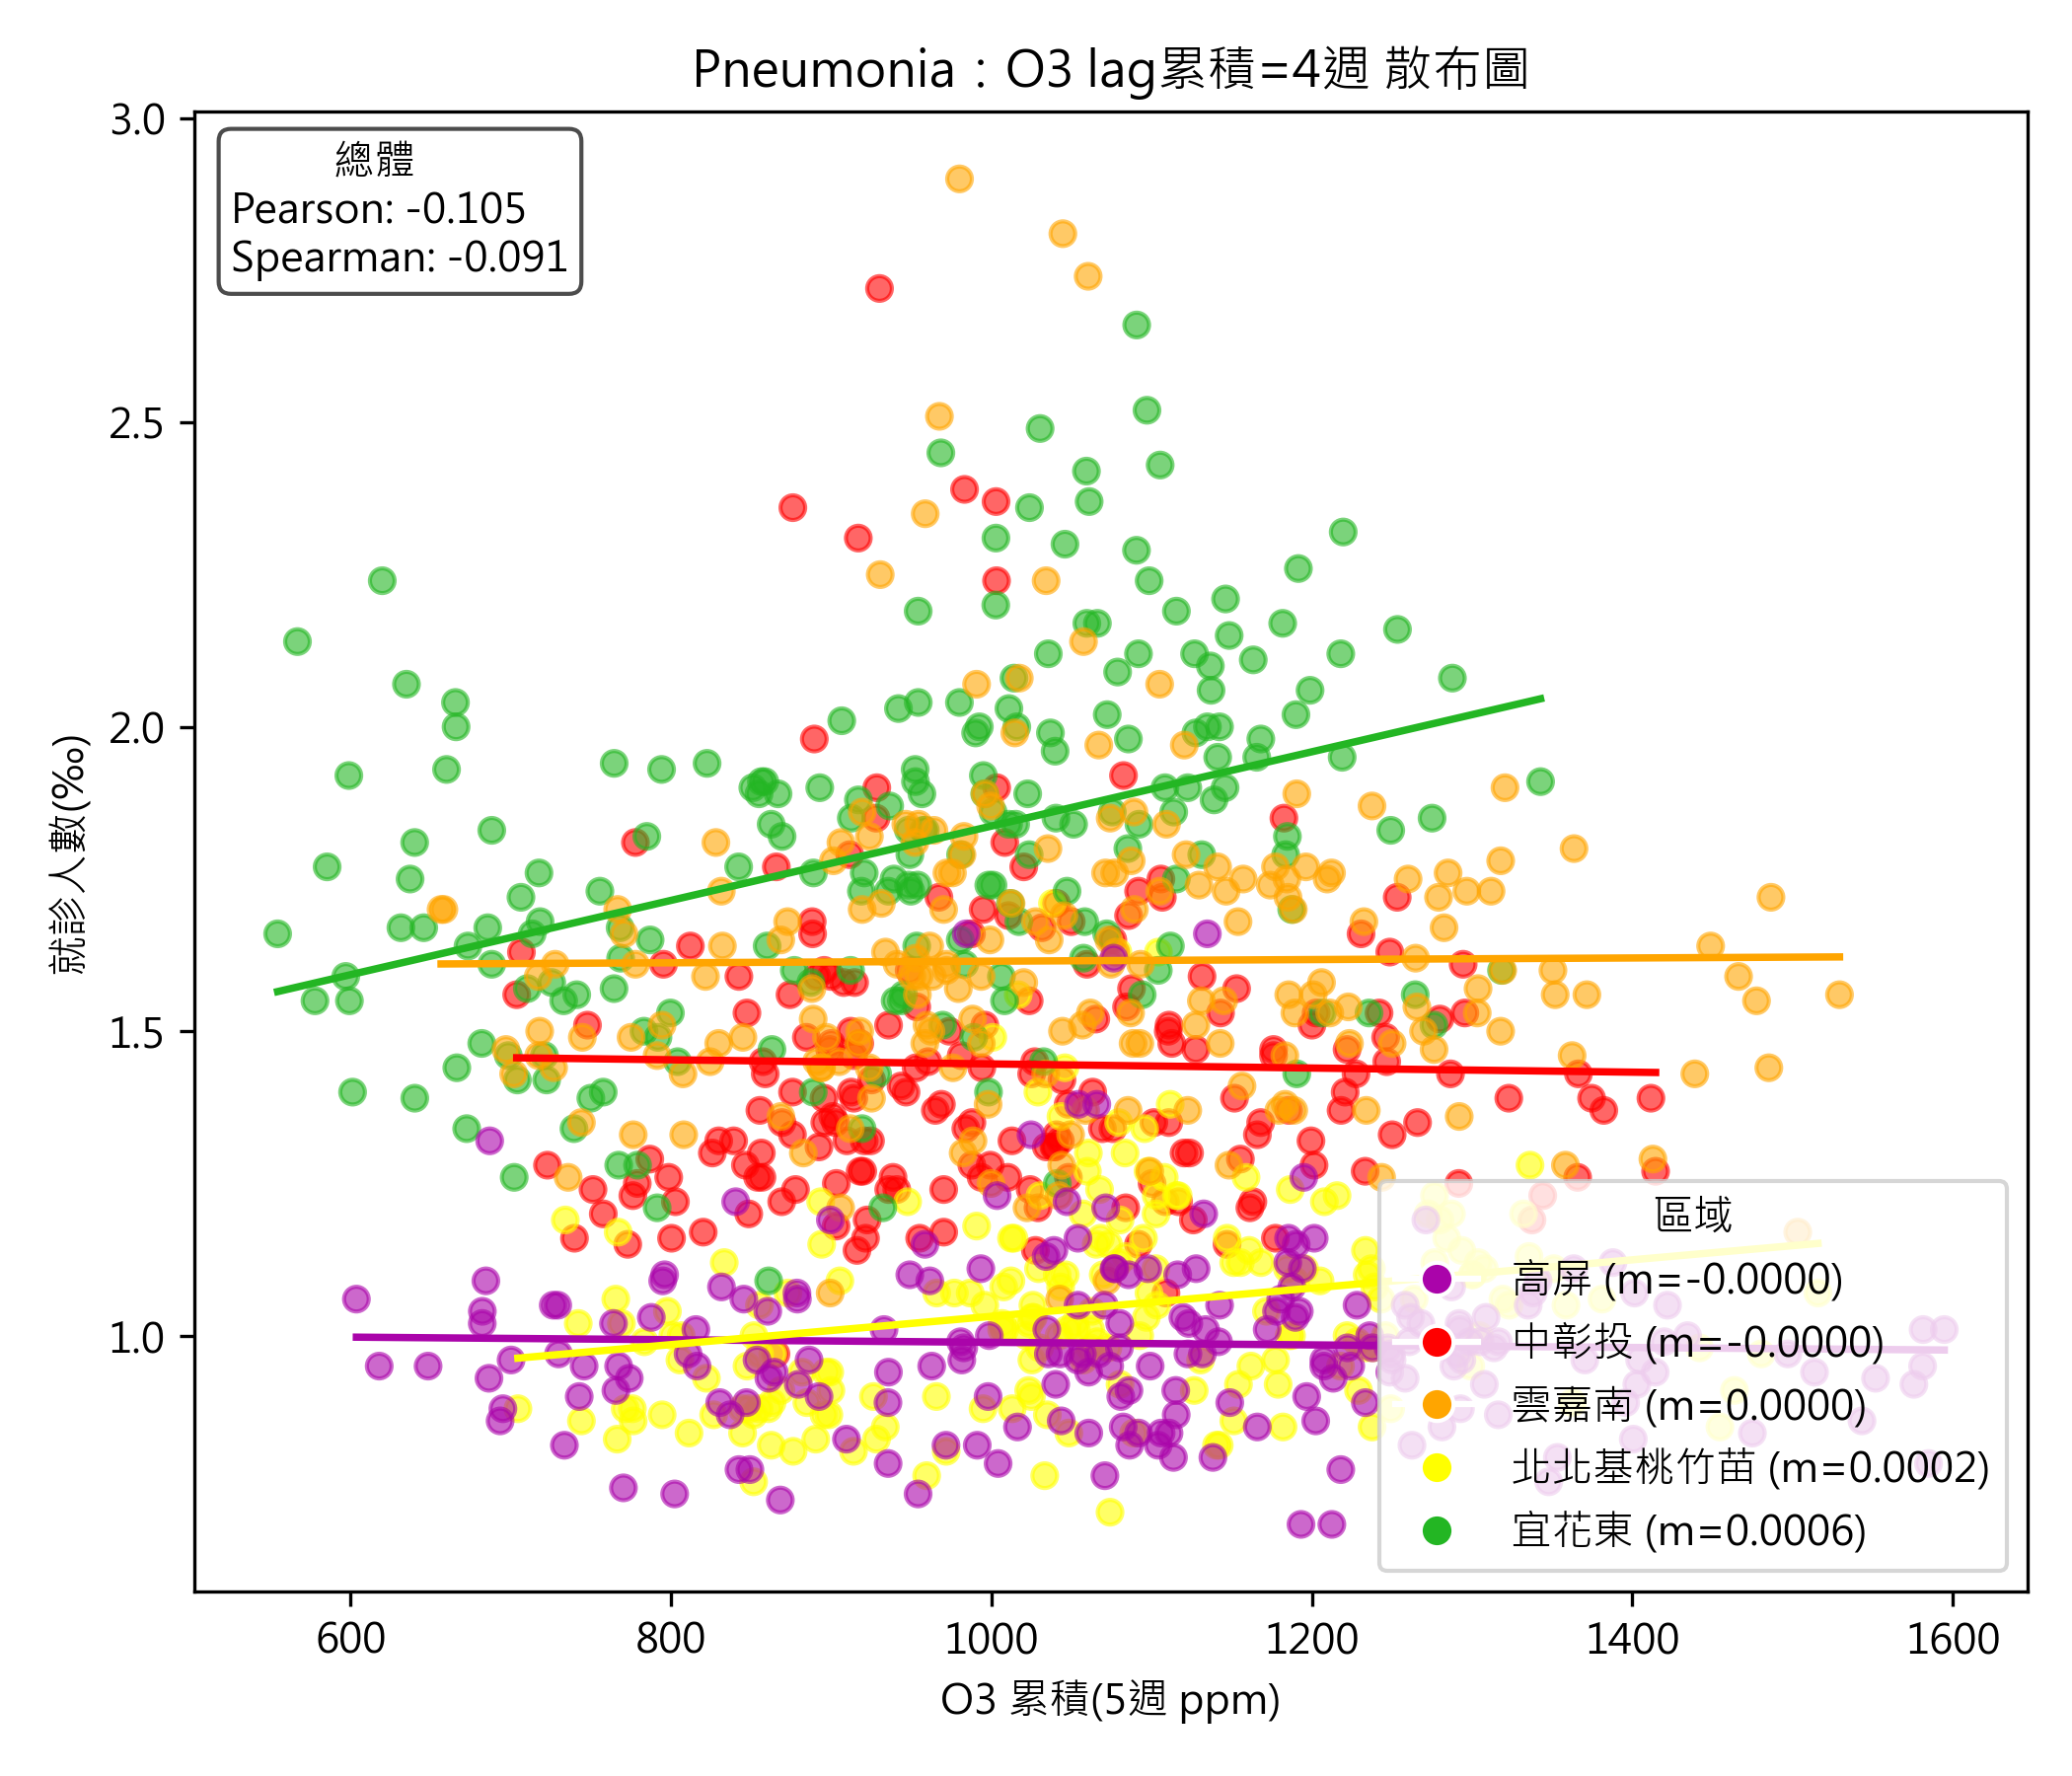 Pneumonia：O3 lag累積=4週 散布圖
總體
Pearson: -0.105
Spearman: -0.091
就診人數(‰)
3.0
2.5
2.0
1.5
1.0
區域
高屏 (m=-0.0000)
中彰投 (m=-0.0000)
雲嘉南 (m=0.0000)
北北基桃竹苗 (m=0.0002)
宜花東 (m=0.0006)
600
800
1000
1200
1400
1600
O3 累積(5週 ppm)